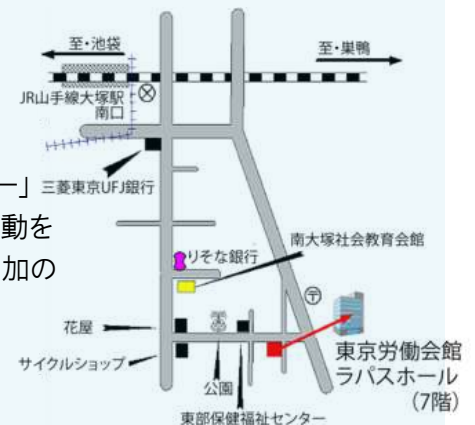 至・池袋
至・巣鴨
JR山手線大塚駅
南口
ー」
動を
加の
三菱東京UFJ銀行
りそな銀行
南大塚社会教育会館
〒
花屋
サイクルショップ
公園
東部保健福祉センター
東京労働会館
ラパスホール
(7階)